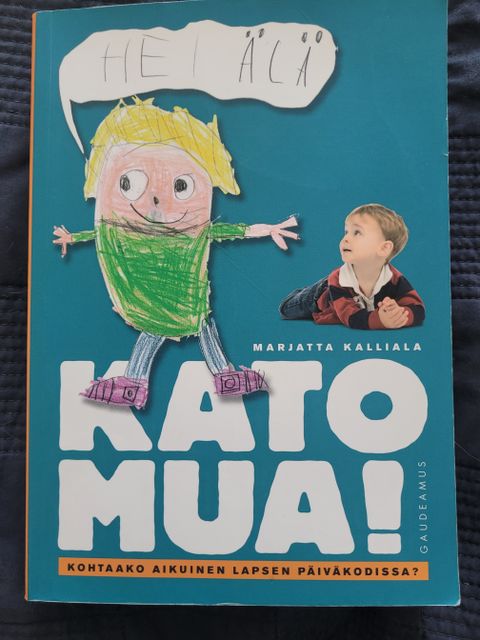 HEI ÄLÄ
MARJATTA KALLIALA
KATO
MUA!
GAUDEAMUS
KOHTAAKO AIKUINEN LAPSEN PÄIVÄKODISSA?